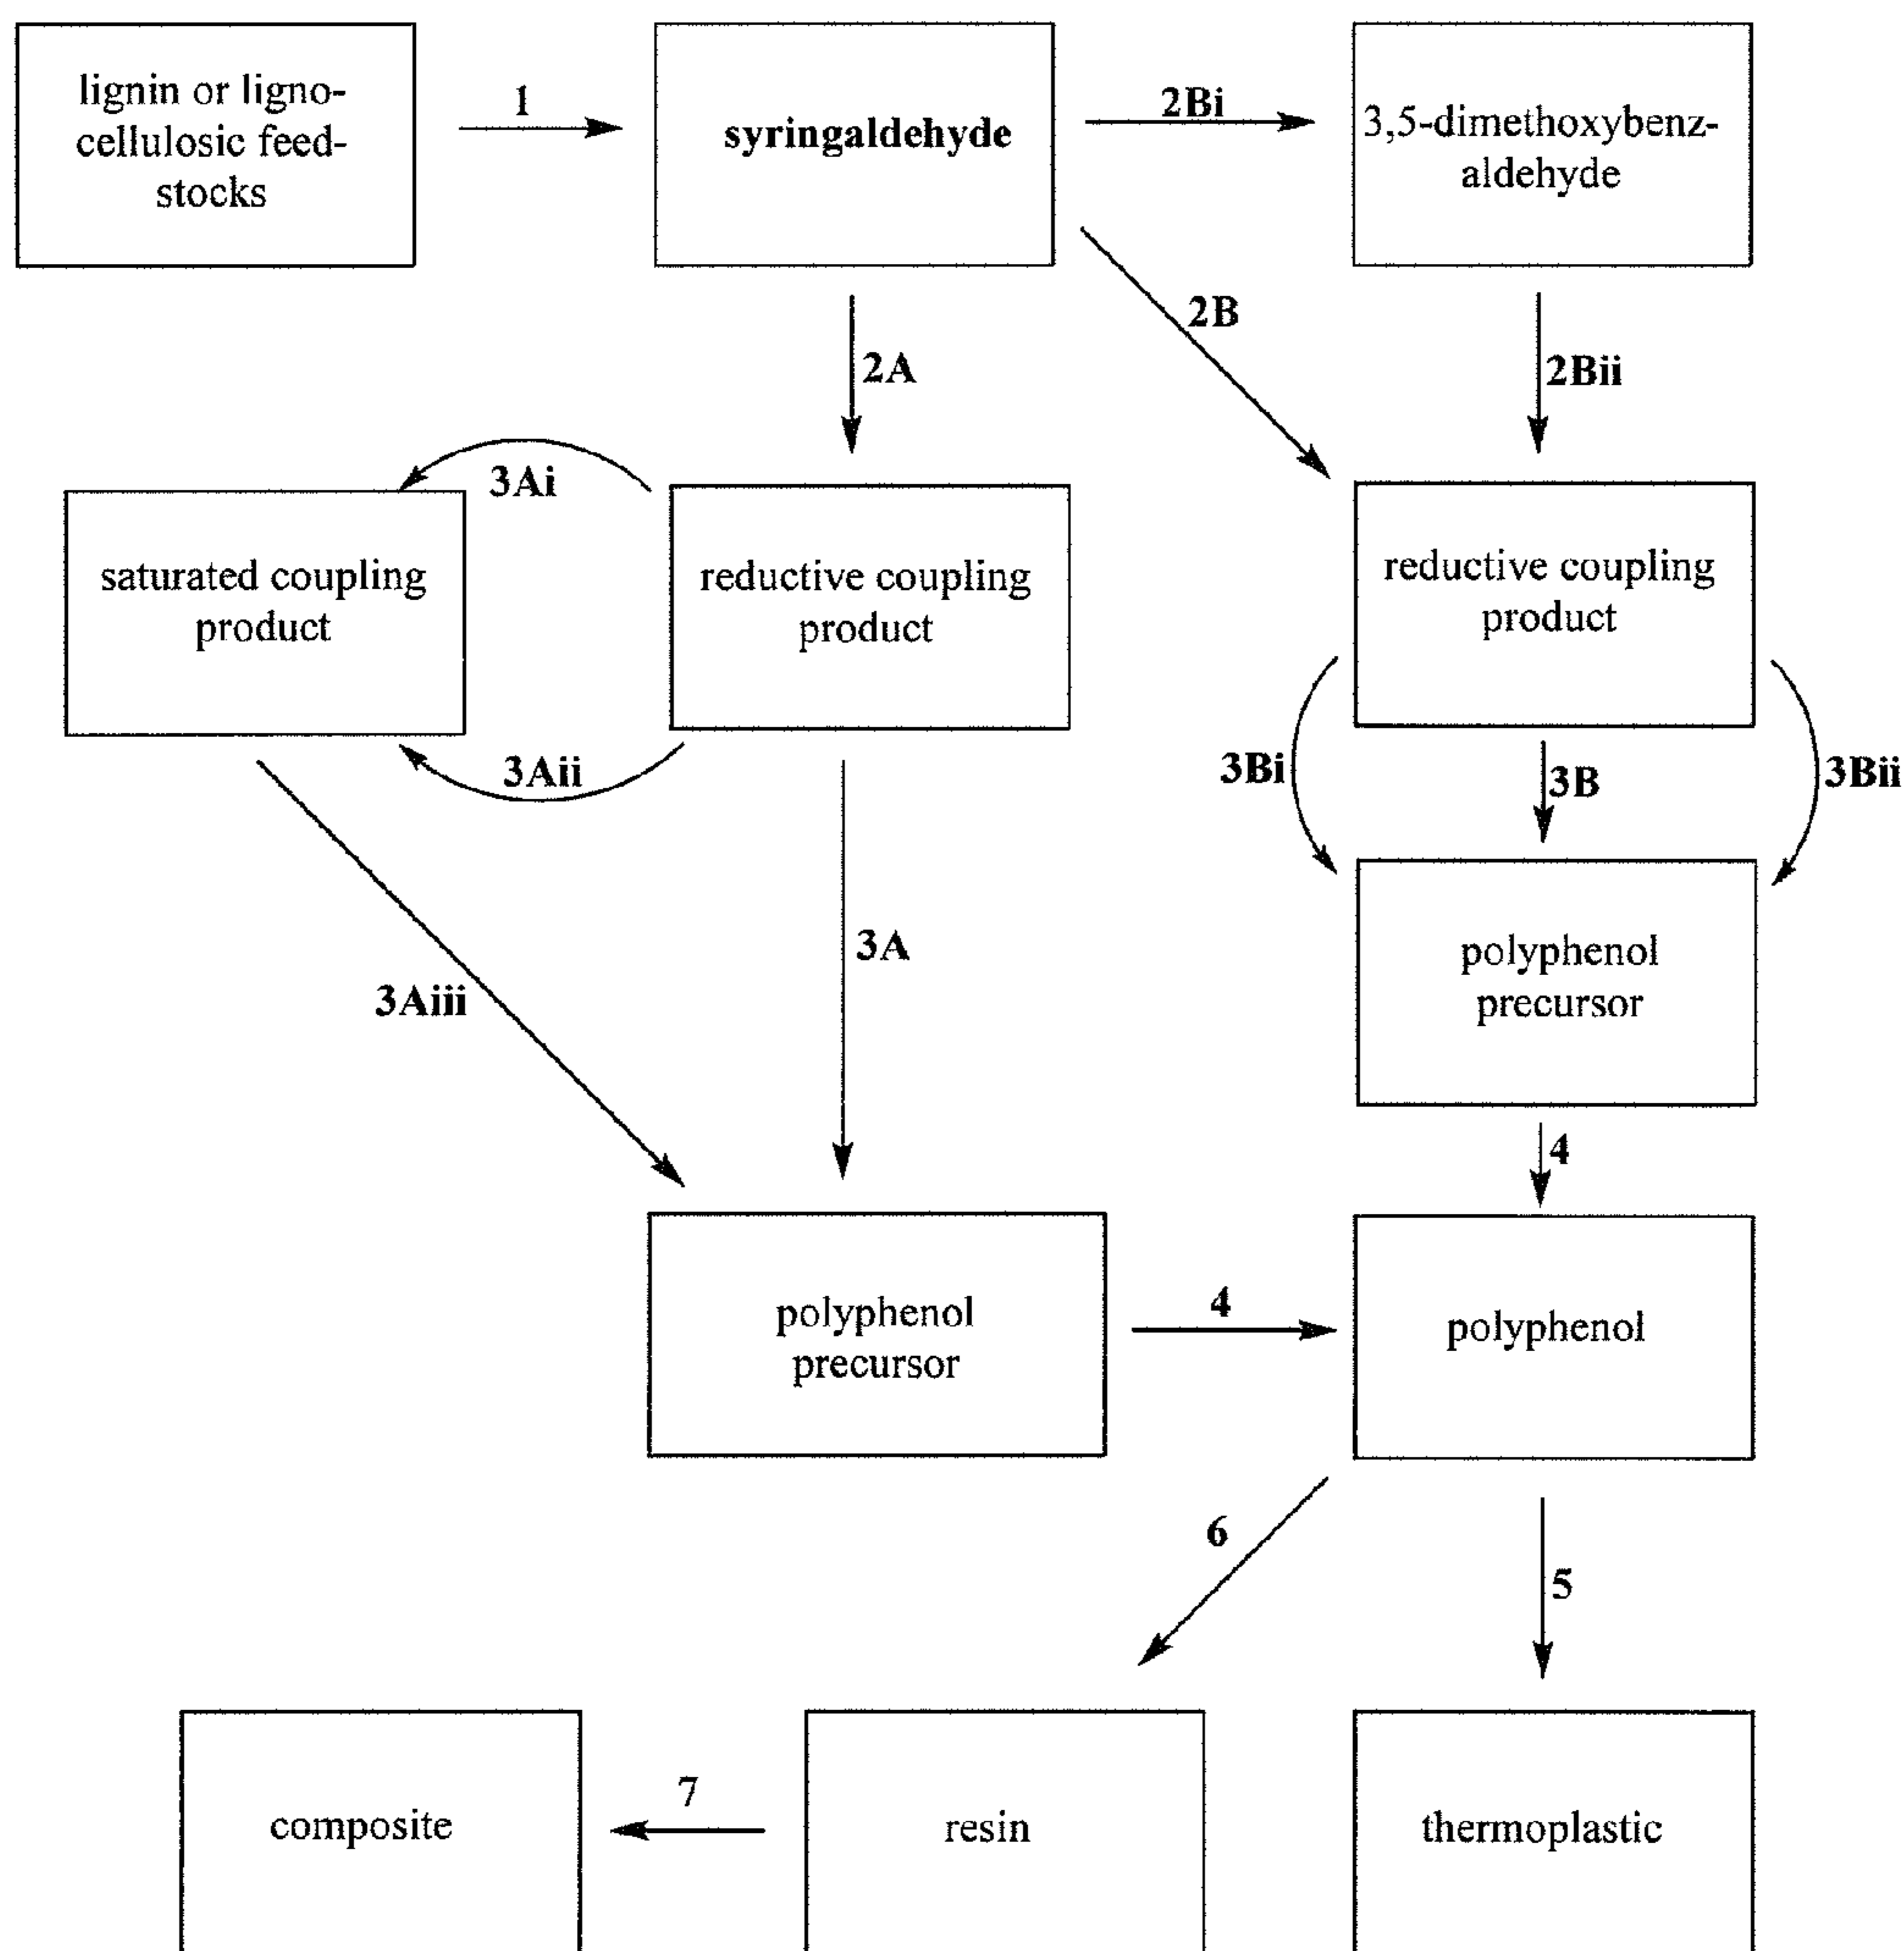 lignin or ligno-
cellulosic feed-
stocks
1
syringaldehyde
2Bi
3,5-dimethoxybenz-
aldehyde
2A
2B
2Bii
3Ai
saturated coupling
product
reductive coupling
product
reductive coupling
product
3Aii
3Bi
3B
3Bii
3Aiii
3A
polyphenol
precursor
4
polyphenol
precursor
4
polyphenol
6
5
composite
7
resin
thermoplastic